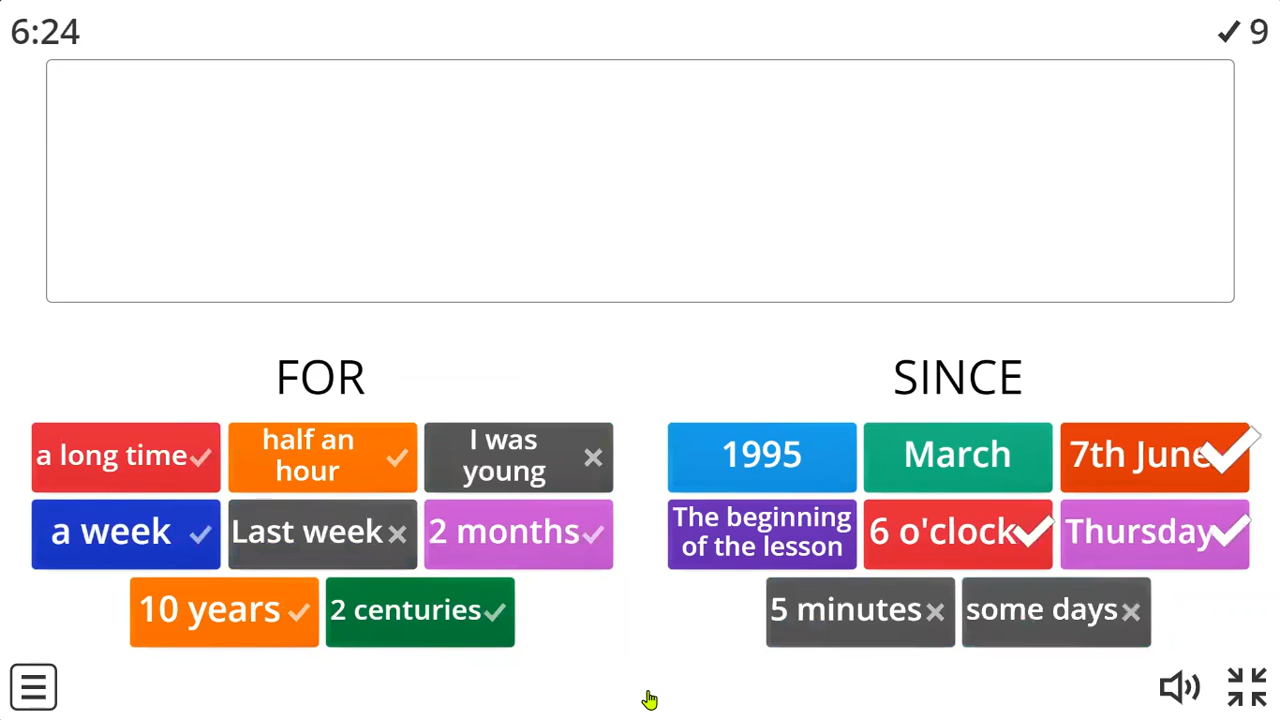 6:24
9
FOR
SINCE
a long time
half an
hour
I was
young
1995
March
7th June
a week
Last week
2 months
The beginning
of the lesson
6 o'clock
Thursday
10 years
2 centuries
5 minutes
some days